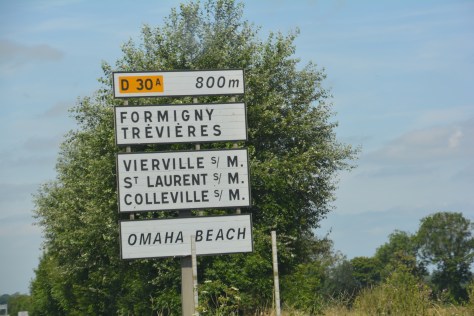 D 30A 800m
FORMIGNY
TRÉVIÈRES
VIERVILLE S/ M.
ST LAURENT S/ M.
COLLEVILLE S/ M.
OMAHA BEACH